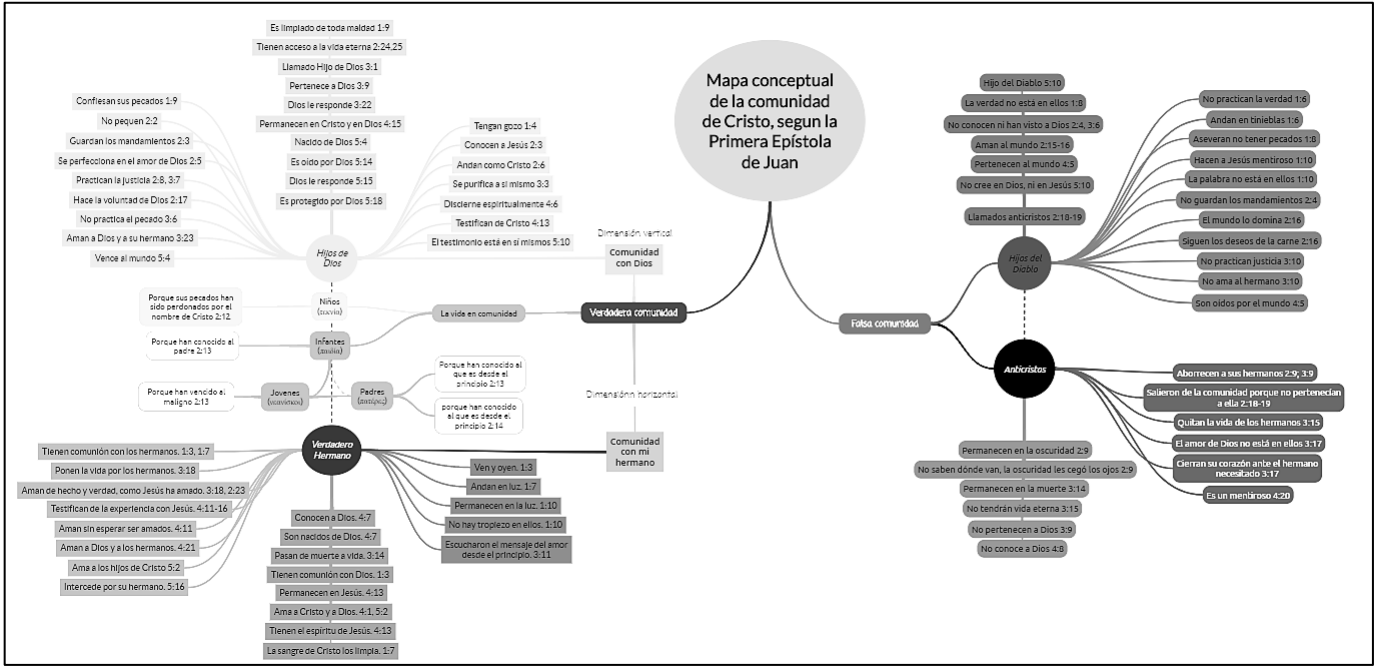 Mapa conceptual
de la comunidad
de Cristo, segun la
Primera Epístola
de Juan
Es limpiado de toda maldad 1:9
Tienen acceso a la vida eterna 2:24,25
Llamado Hijo de Dios 3:1
Pertenece a Dios 3:9
Dios le responde 3:22
Permanecen en Cristo y en Dios 4:15
Nacido de Dios 5:4
Es oído por Dios 5:14
Dios le responde 5:15
Es protegido por Dios 5:18
Confiesan sus pecados 1:9
No pequen 2:2
Guardan los mandamientos 2:3
Se perfecciona en el amor de Dios 2:5
Practican la justicia 2:8, 3:7
Hace la voluntad de Dios 2:17
No practica el pecado 3:6
Aman a Dios y a su hermano 3:23
Vence al mundo 5:4
Tengan gozo 1:4
Conocen a Jesús 2:3
Andan como Cristo 2:6
Se purifica a sí mismo 3:3
Discierne espiritualmente 4:6
Testifican de Cristo 4:13
El testimonio está en sí mismos 5:10
Hijos de
Dios
Dimensión vertical
Comunidad
con Dios
Verdadera comunidad
La vida en comunidad
Niños
Porque sus pecados han
sido perdonados por el
nombre de Cristo 2:12
Infantes
Porque han conocido al
padre 2:13
Jovenes
Porque han vencido al
maligno 2:13
Padres
Porque han conocido al
que es desde el
principio 2:13
porque han conocido
al que es desde el
principio 2:14
Dimensiónn horizontal
Comunidad
con mi
hermano
Verdadero
Hermano
Tienen comunión con los hermanos. 1:3, 1:7
Ponen la vida por los hermanos. 3:18
Aman de hecho y verdad, como Jesús ha amado. 3:18, 2:23
Testifican de la experiencia con Jesús. 4:11-16
Aman sin esperar ser amados. 4:11
Aman a Dios y a los hermanos. 4:21
Ama a los hijos de Cristo 5:2
Intercede por su hermano. 5:16
Conocen a Dios. 4:7
Son nacidos de Dios. 4:7
Pasan de muerte a vida. 3:14
Tienen comunión con Dios. 1:3
Permanecen en Jesús. 4:13
Ama a Cristo y a Dios. 4:1, 5:2
Tienen el espíritu de Jesús. 4:13
La sangre de Cristo los limpia. 1:7
Ven y oyen. 1:3
Andan en luz. 1:7
Permanecen en la luz. 1:10
No hay tropiezo en ellos. 1:10
Escucharon el mensaje del amor
desde el principio. 3:11
Falsa comunidad
Hijo del Diablo 5:10
La verdad no está en ellos 1:8
No conocen ni han visto a Dios 2:4, 3:6
Aman al mundo 2:15-16
Pertenecen al mundo 4:5
No cree en Dios, ni en Jesús 5:10
Llamados anticristos 2:18-19
Hijos del
Diablo
No practican la verdad 1:6
Andan en tinieblas 1:6
Aseveran no tener pecados 1:8
Hacen a Jesús mentiroso 1:10
La palabra no está en ellos 1:10
No guardan los mandamientos 2:4
El mundo lo domina 2:16
Siguen los deseos de la carne 2:16
No practican justicia 3:10
No ama al hermano 3:10
Son oídos por el mundo 4:5
Anticristos
Aborrecen a sus hermanos 2:9; 3:9
Salieron de la comunidad porque no pertenecían
a ella 2:18-19
Quitan la vida de los hermanos 3:15
El amor de Dios no está en ellos 3:17
Cierran su corazón ante el hermano
necesitado 3:17
Es un mentiroso 4:20
Permanecen en la oscuridad 2:9
No saben dónde van, la oscuridad les cegó los ojos 2:9
Permanecen en la muerte 3:14
No tendrán vida eterna 3:15
No pertenecen a Dios 3:9
No conoce a Dios 4:8